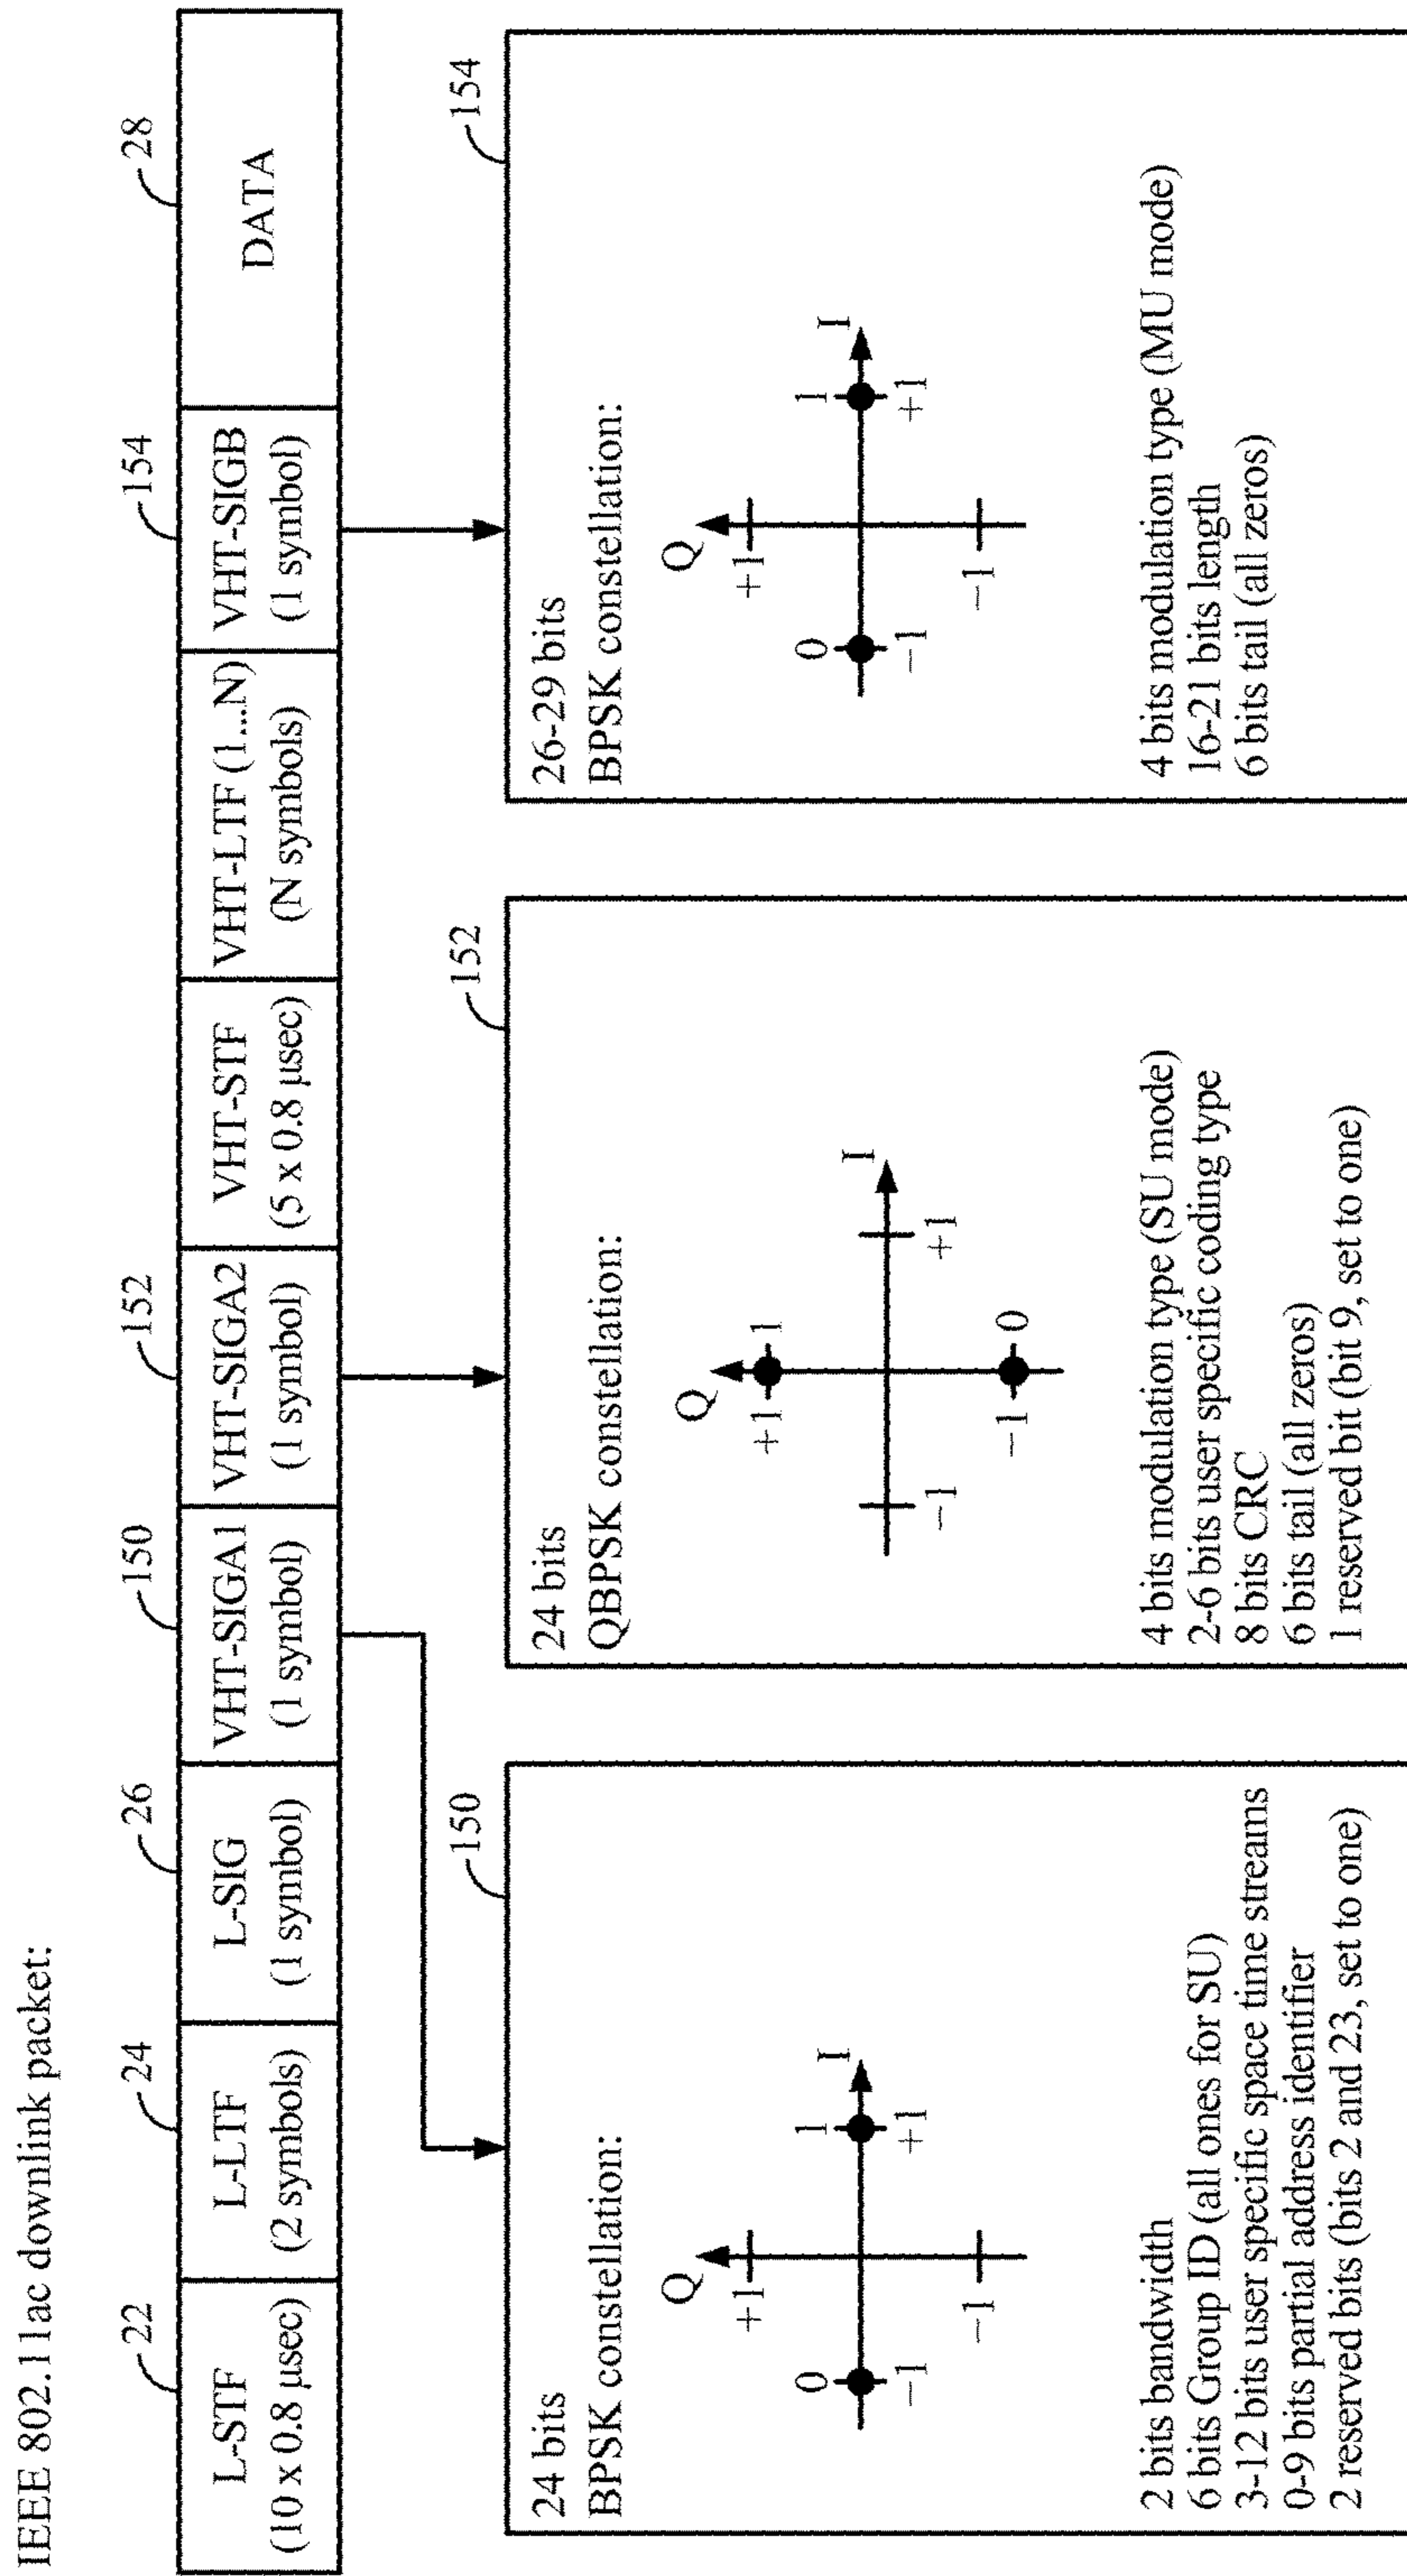 IEEE 802.11ac downlink packet:
22
24
26
150
152
154
28
L-STF
(10 x 0.8 µsec)
L-LTF
(2 symbols)
L-SIG
(1 symbol)
VHT-SIGA1
(1 symbol)
VHT-SIGA2
(1 symbol)
VHT-STF
(5 x 0.8 µsec)
VHT-LTF (1...N)
(N symbols)
VHT-SIGB
(1 symbol)
DATA
150
24 bits
BPSK constellation:
Q
+1
0
1
I
−1
+1
−1
2 bits bandwidth
6 bits Group ID (all ones for SU)
3-12 bits user specific space time streams
0-9 bits partial address identifier
2 reserved bits (bits 2 and 23, set to one)
152
24 bits
QBPSK constellation:
Q
+1
1
I
−1
+1
−1
0
4 bits modulation type (SU mode)
2-6 bits user specific coding type
8 bits CRC
6 bits tail (all zeros)
1 reserved bit (bit 9, set to one)
154
26-29 bits
BPSK constellation:
Q
+1
0
1
I
−1
+1
−1
4 bits modulation type (MU mode)
16-21 bits length
6 bits tail (all zeros)